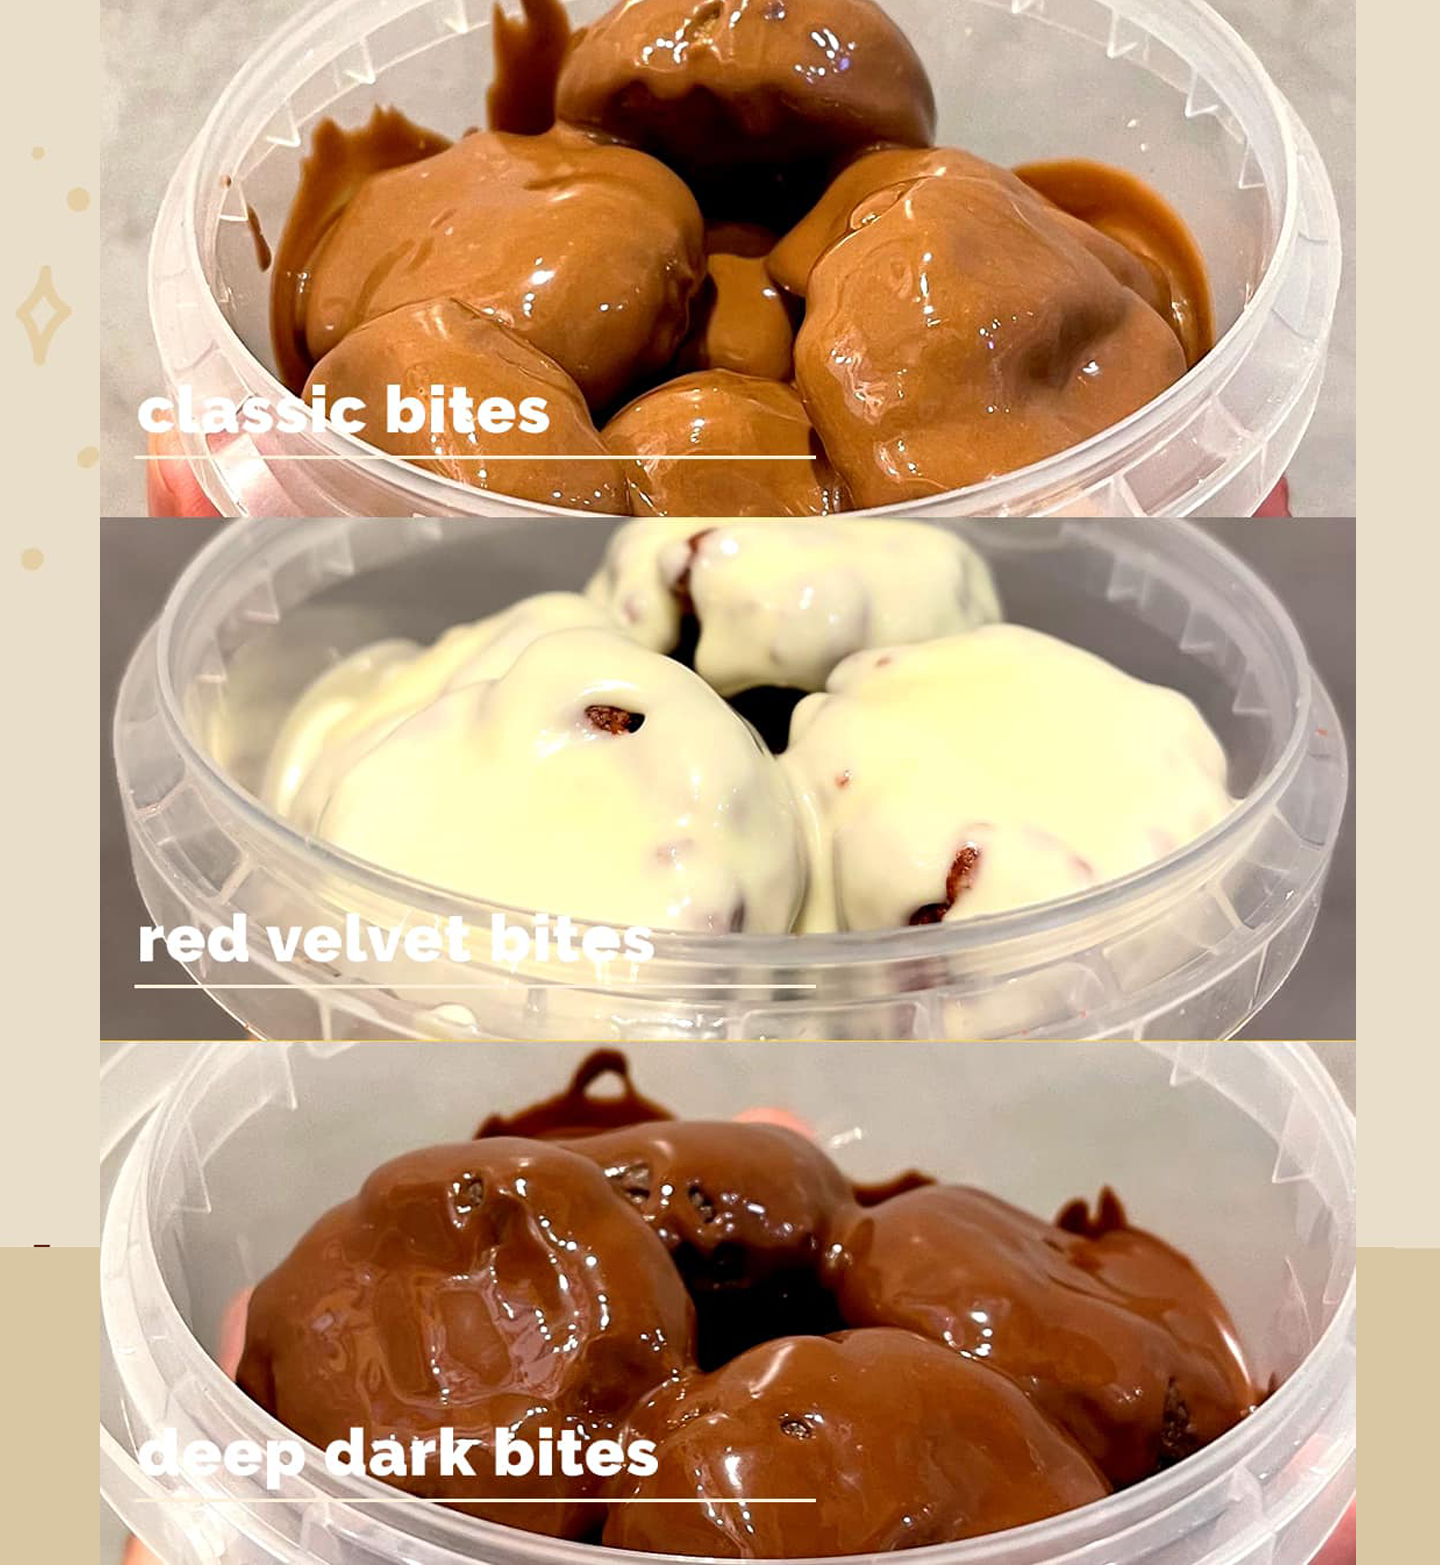 classic bites
red velvet bites
deep dark bites